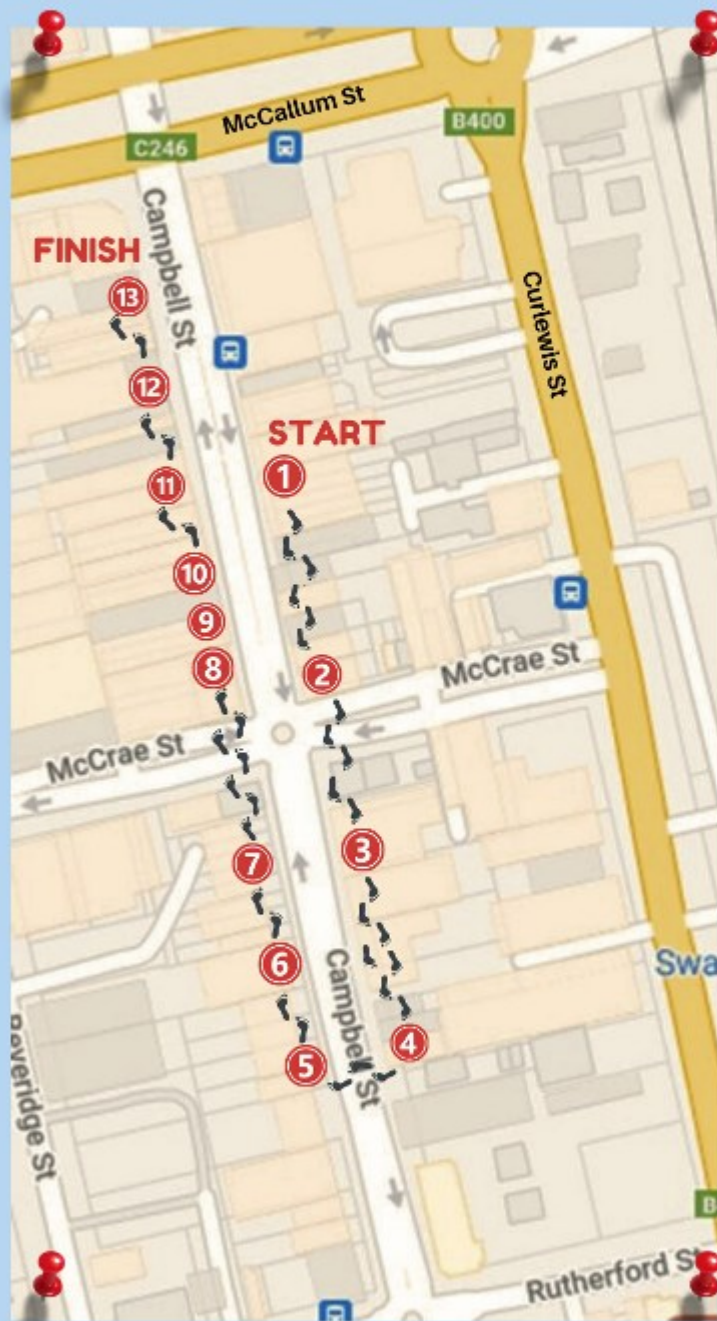 McCallum St
B400
C246
Campbell St
FINISH
13
Curlewis St
12
START
1
11
10
9
8
2
McCrae St
McCrae St
3
7
Campbell St
6
Swa
4
5
Beveridge St
B
Rutherford St